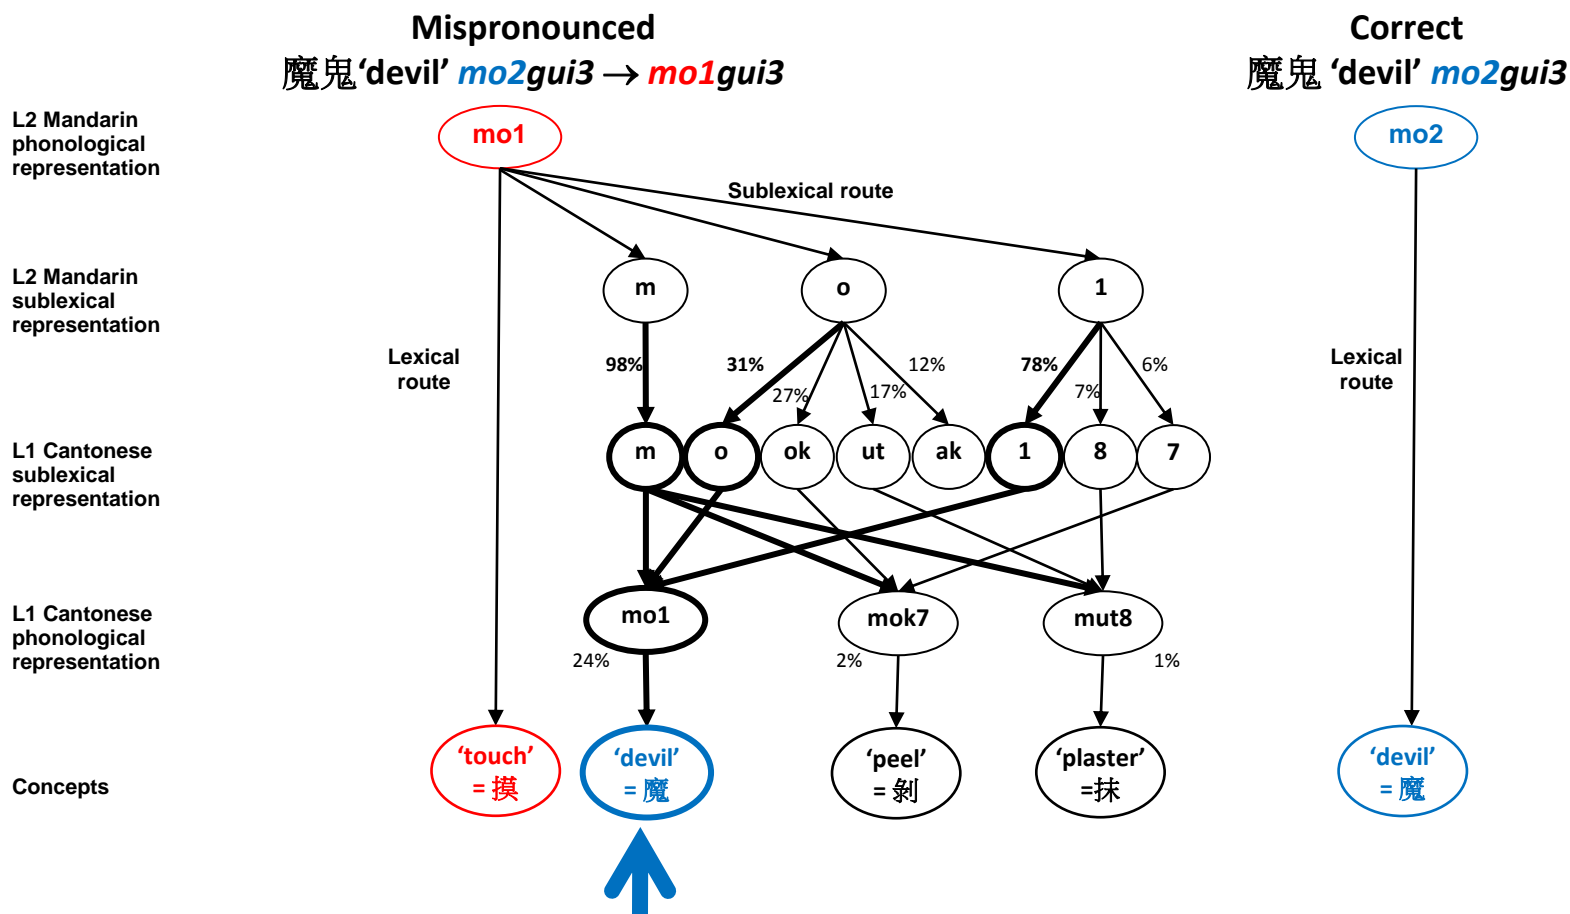 Mispronounced
魔鬼‘devil’ mo2gui3 → mo1gui3
Correct
魔鬼 ‘devil’ mo2gui3
L2 Mandarin
phonological
representation
mo1
mo2
Sublexical route
L2 Mandarin
sublexical
representation
m
o
1
Lexical
route
98%
31%
27%
17%
12%
78%
7%
6%
Lexical
route
L1 Cantonese
sublexical
representation
m
o
ok
ut
ak
1
8
7
L1 Cantonese
phonological
representation
mo1
mok7
mut8
24%
2%
1%
Concepts
‘touch’
= 摸
‘devil’
= 魔
‘peel’
= 剝
‘plaster’
=抹
‘devil’
= 魔